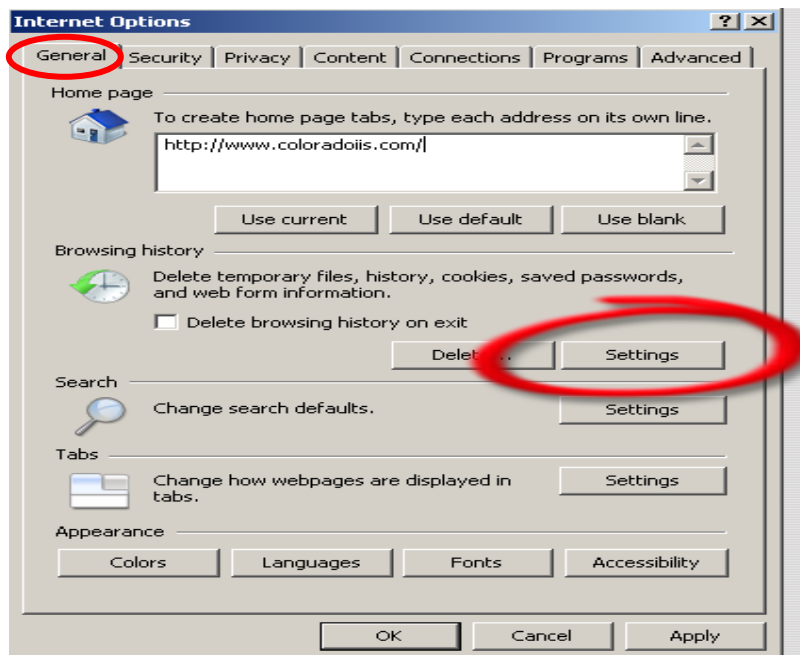 Internet Options
General Security Privacy Content Connections Programs Advanced
Home page
To create home page tabs, type each address on its own line.
http://www.coloradoiis.com/
Use current Use default Use blank
Browsing history
Delete temporary files, history, cookies, saved passwords,
and web form information.
Delete browsing history on exit
Delete... Settings
Search
Change search defaults. Settings
Tabs
Change how webpages are displayed in Settings
tabs.
Appearance
Colors Languages Fonts Accessibility
OK Cancel Apply